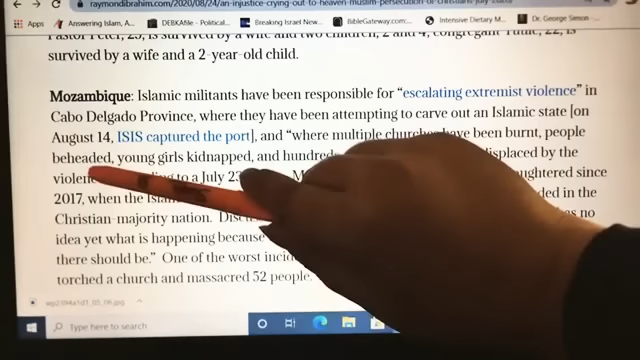 raymondibrahim.com/2020/08/24/an-injustice-crying-out-to-heaven-muslim-persecution-of-christians-july-2020/
Apps Answering Islam, A... DEBKAfile - Political... Breaking Israel New... BibleGateway.com:... Intensive Dietary M... Dr. George Simon -...
Pastor Peter, 25, is survived by a wife and two children, 2 and 4; congregant 22, is
survived by a wife and a 2-year-old child.
Mozambique: Islamic militants have been responsible for “escalating extremist violence” in
Cabo Delgado Province, where they have been attempting to carve out an Islamic state [on
August 14, ISIS captured the port], and “where multiple churches have been burnt, people
beheaded, young girls kidnapped, and hundre displaced by the
violen to a July 23 M ughtered since
2017, when the Islam ded in the
Christian-majority nation. Disc as no
idea yet what is happening because
there should be.” One of the worst incid
torched a church and massacred 52 people.
Type here to search